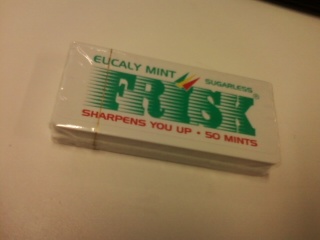 EUCALY MINT SUGARLESS
FRISK®
SHARPENS YOU UP • 50 MINTS